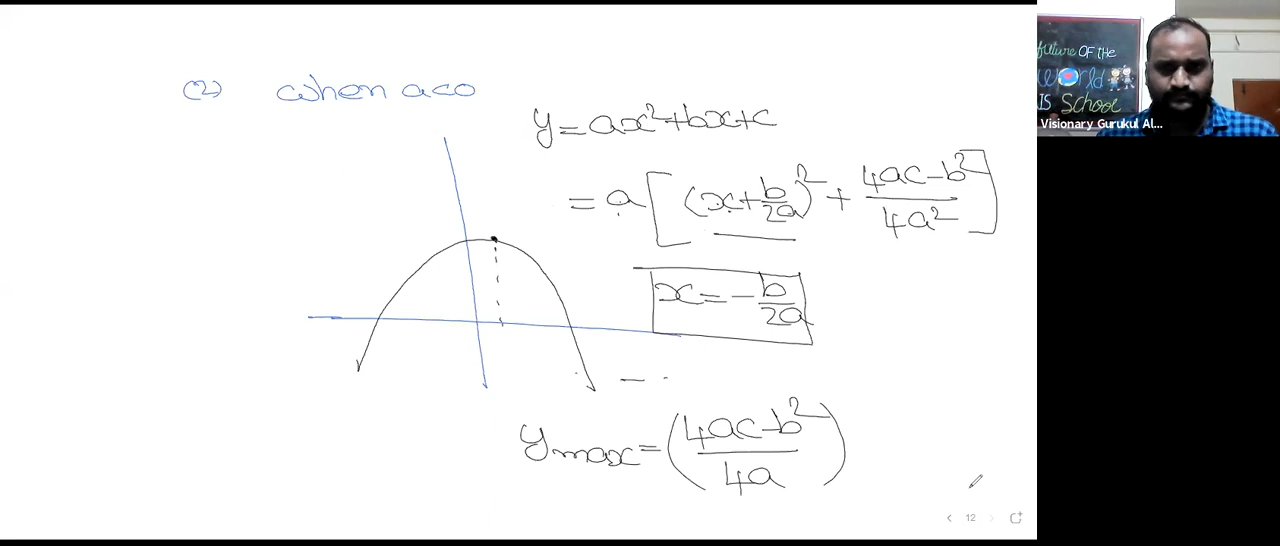 (2) when a<0
y = ax² + bx + c
= a[(x + b/2a)² + (4ac - b²)/4a²]
x = -b/2a
y max = ((4ac - b²)/4a)
12
future OF the
World
IS School
Visionary Gurukul Al...